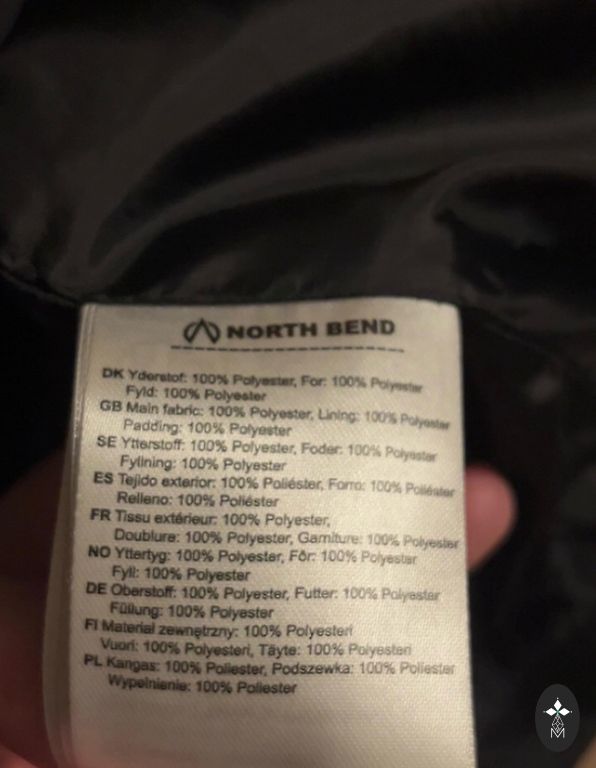 NORTH BEND
DK Yderstof: 100% Polyester, For: 100% Polyester
Fyld: 100% Polyester
GB Main fabric: 100% Polyester, Lining: 100% Polyester
Padding: 100% Polyester
SE Ytterstoff: 100% Polyester, Foder: 100% Polyester
Fyllning: 100% Polyester
ES Tejido exterior: 100% Poliéster, Forro: 100% Poliéster
Relleno: 100% Poliéster
FR Tissu extérieur: 100% Polyester,
Doublure: 100% Polyester, Garniture: 100% Polyester
NO Yttertyg: 100% Polyester, Fôr: 100% Polyester
Fyll: 100% Polyester
DE Oberstoff: 100% Polyester, Futter: 100% Polyester
Füllung: 100% Polyester
FI Materiał zewnętrzny: 100% Polyesteri
Vuori: 100% Polyesteri, Täyte: 100% Polyesteri
PL Kangas: 100% Poliester, Podszewka: 100% Poliester
Wypełnienie: 100% Poliester
M